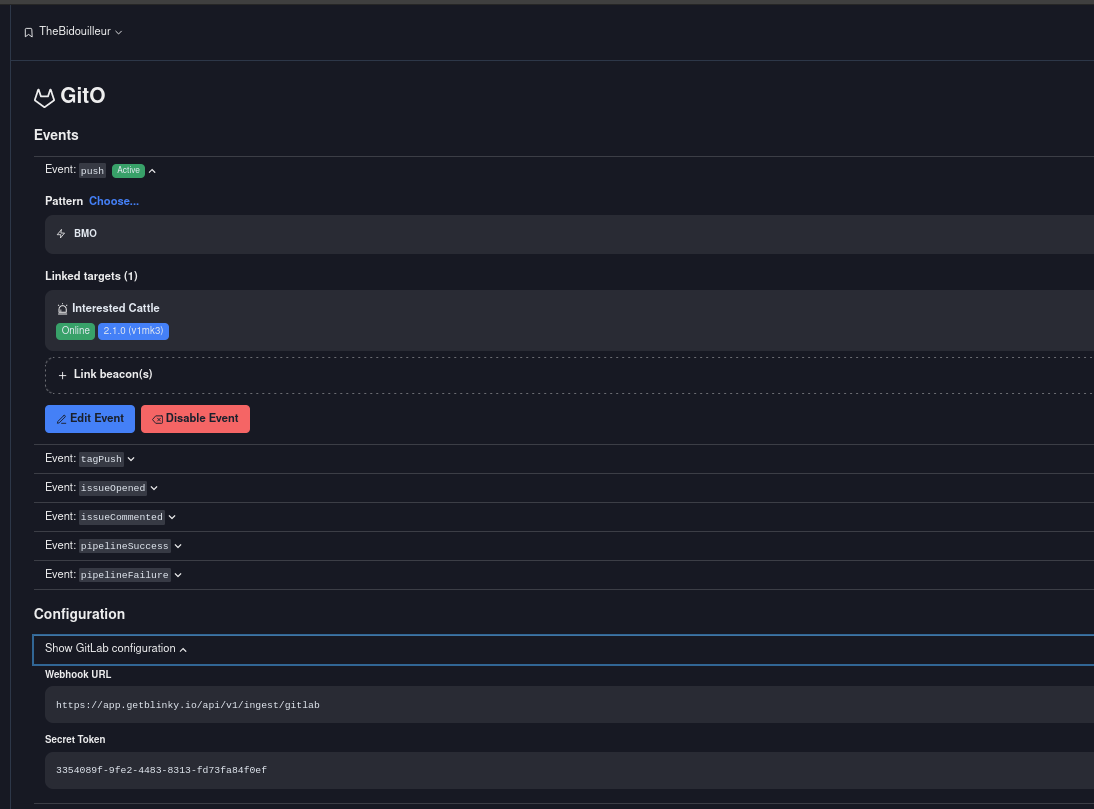 TheBidouilleur
GitO
Events
Event: push Active
Pattern Choose...
BMO
Linked targets (1)
Interested Cattle
Online 2.1.0 (v1mk3)
+ Link beacon(s)
Edit Event Disable Event
Event: tagPush
Event: issueOpened
Event: issueCommented
Event: pipelineSuccess
Event: pipelineFailure
Configuration
Show GitLab configuration
Webhook URL
https://app.getblinky.io/api/v1/ingest/gitlab
Secret Token
3354089f-9fe2-4483-8313-fd73fa84f0ef